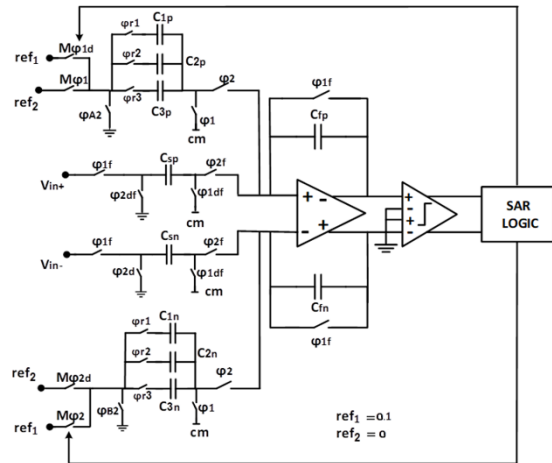 φr1 C1p
Mφ1d
ref1
φr2 C2p
Mφ1
ref2
φr3 C3p
φ2
φA2
φ1
cm
φ1f
Cfp
Vin+ φ1f Csp φ2f
φ2df φ1df
cm
+ - + - + -
SAR LOGIC
- +
Vin- φ1f Csn φ2f
φ2d φ1df
cm
Cfn
φ1f
φr1 C1n
φr2 C2n
ref2 Mφ2d
φr3 C3n
φ2
ref1 Mφ2
φB2
φ1
cm
ref1 = 0.1
ref2 = 0